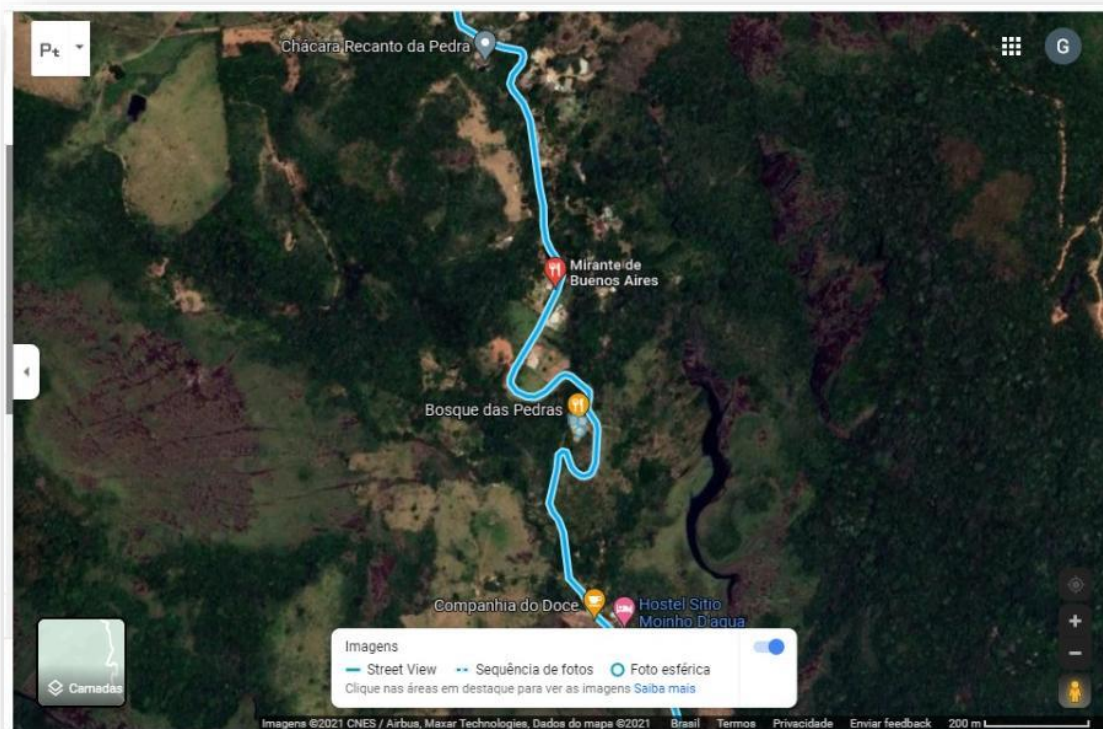 Pt
Chácara Recanto da Pedra
G
Mirante de
Buenos Aires
Bosque das Pedras
Companhia do Doce
Hostel Sitio
Moinho D'agua
Imagens
Street View
Sequência de fotos
Foto esférica
Clique nas áreas em destaque para ver as imagens Saiba mais
Camadas
Imagens ©2021 CNES / Airbus, Maxar Technologies, Dados do mapa ©2021 Brasil Termos Privacidade Enviar feedback 200 m